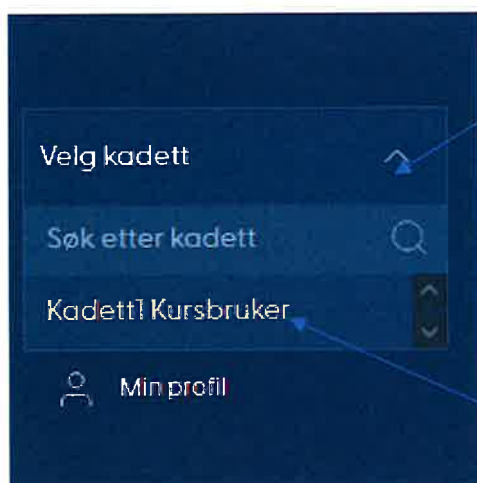 Velg kadett
Søk etter kadett
Kadett1 Kursbruker
Min profil